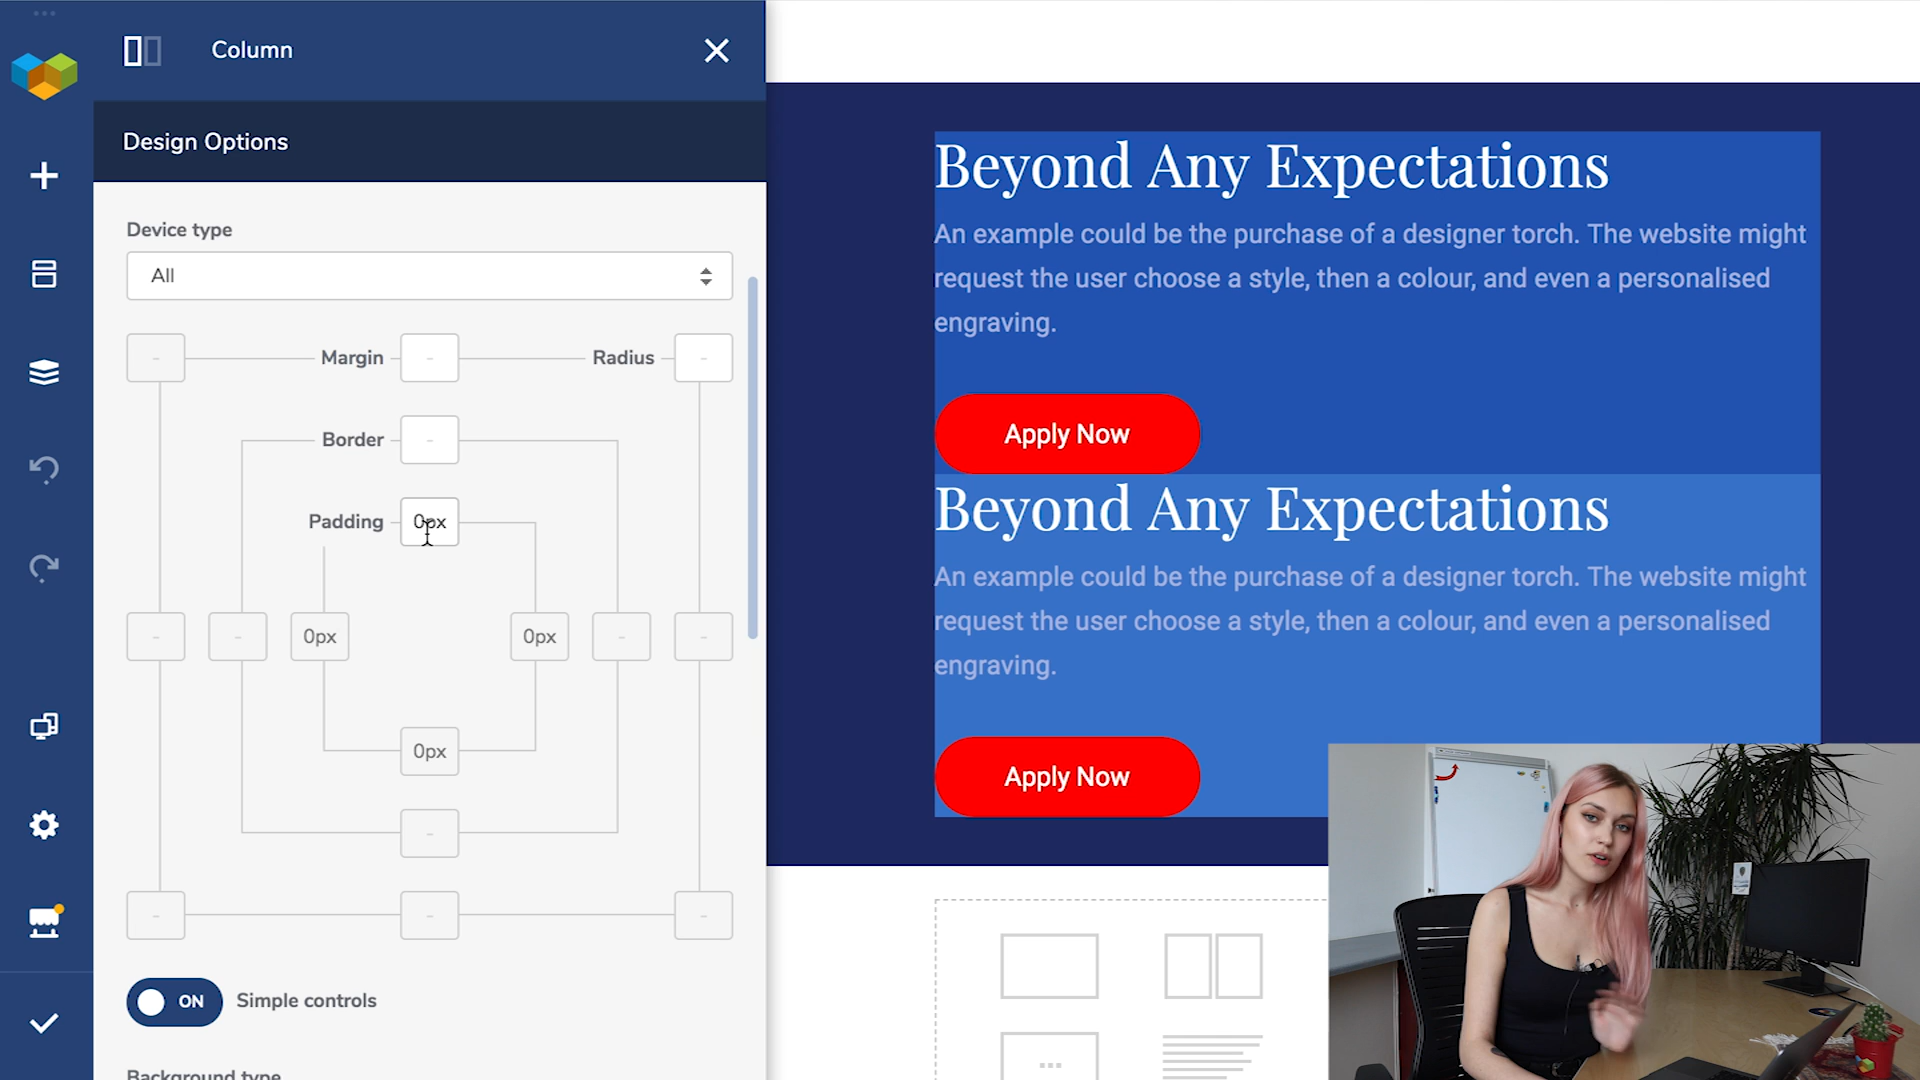 Column
Design Options
Device type
All
Margin
-
Radius
-
-
Border
-
Padding
0px
-
-
0px
0px
-
-
0px
-
-
-
-
ON
Simple controls
Background type
Beyond Any Expectations
An example could be the purchase of a designer torch. The website might
request the user choose a style, then a colour, and even a personalised
engraving.
Apply Now
Beyond Any Expectations
An example could be the purchase of a designer torch. The website might
request the user choose a style, then a colour, and even a personalised
engraving.
Apply Now